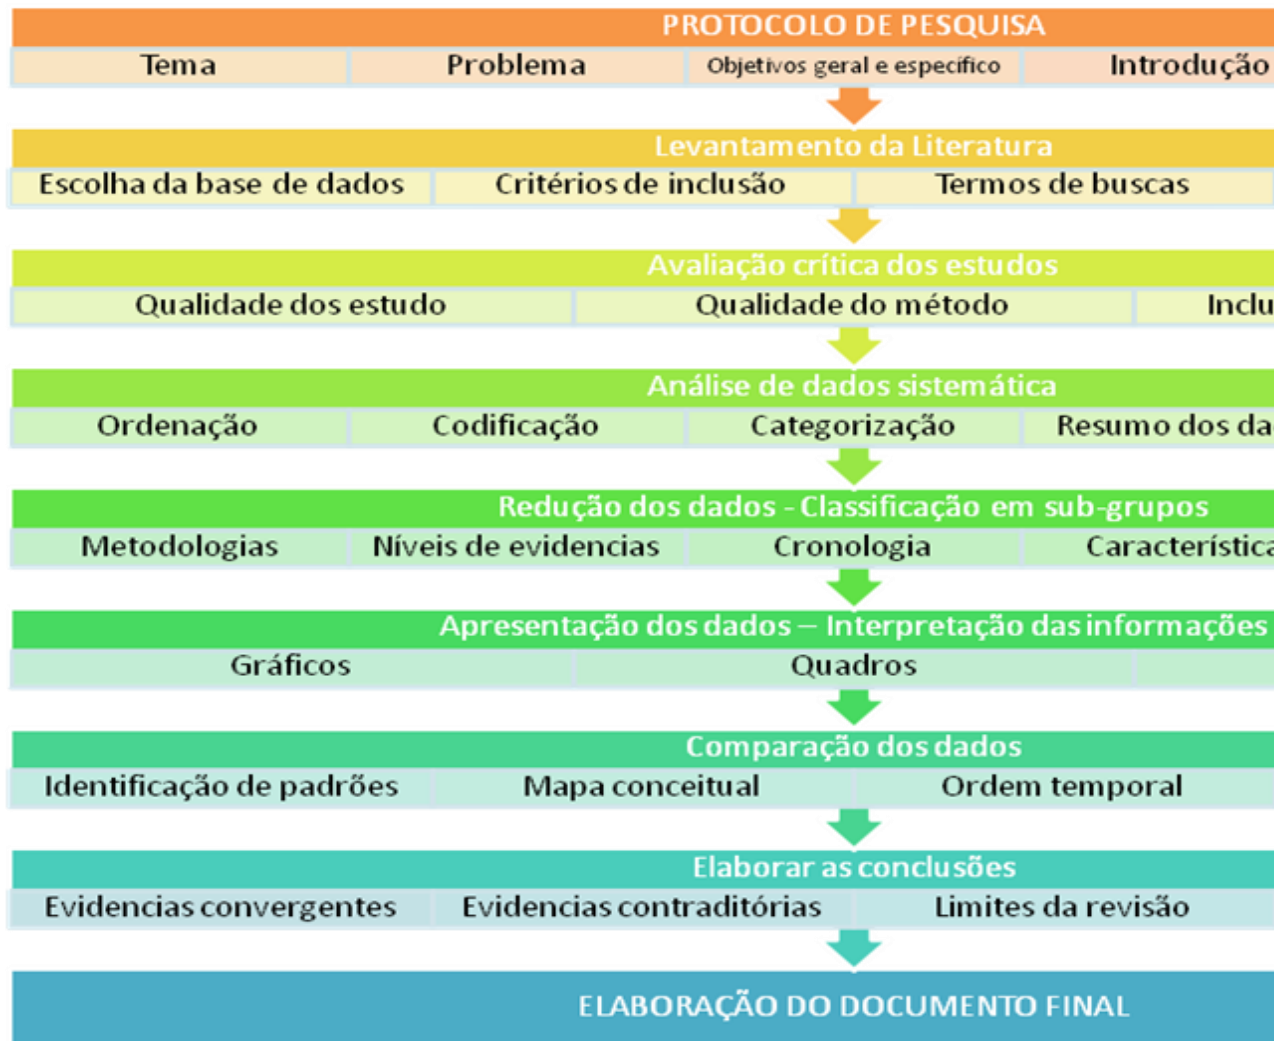 PROTOCOLO DE PESQUISA
Tema Problema Objetivos geral e específico Introdução
Levantamento da Literatura
Escolha da base de dados Critérios de inclusão Termos de buscas
Avaliação crítica dos estudos
Qualidade dos estudo Qualidade do método
Análise de dados sistemática
Ordenação Codificação Categorização Resumo dos
Redução dos dados - Classificação em sub-grupos
Metodologias Níveis de evidencias Cronologia
Apresentação dos dados – Interpretação das informações
Gráficos Quadros
Comparação dos dados
Identificação de padrões Mapa conceitual Ordem temporal
Elaborar as conclusões
Evidencias convergentes Evidencias contraditórias Limites da revisão
ELABORAÇÃO DO DOCUMENTO FINAL